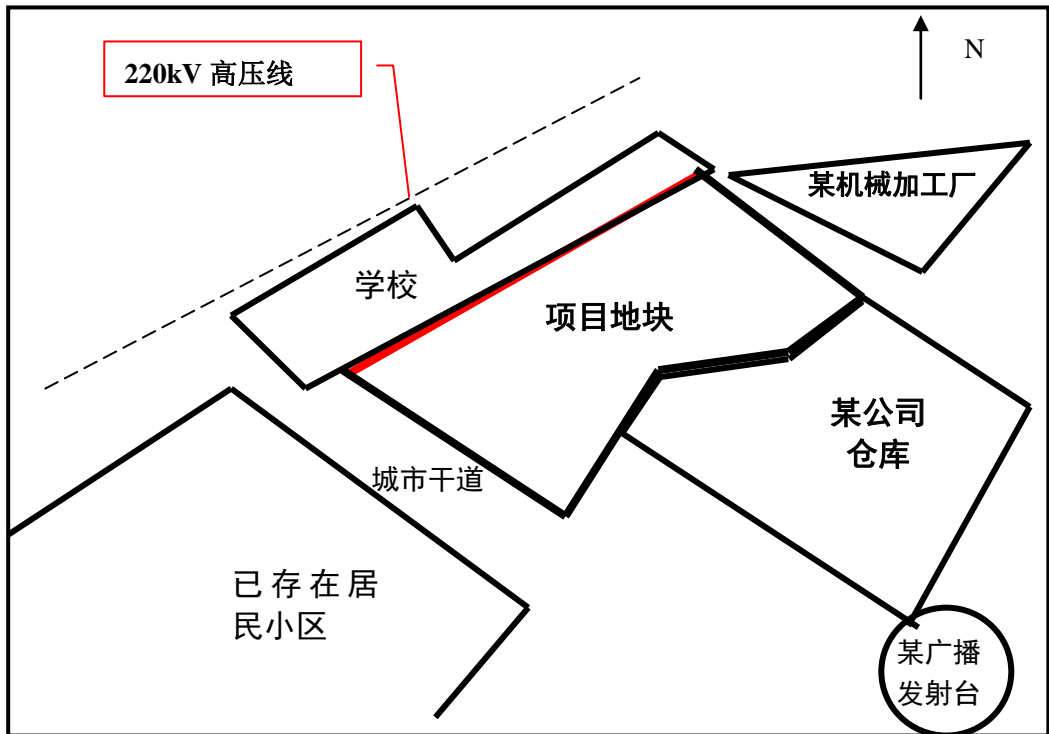 N
220kV 高压线
某机械加工厂
学校
项目地块
某公司
仓库
城市干道
已存在居
民小区
某广播
发射台